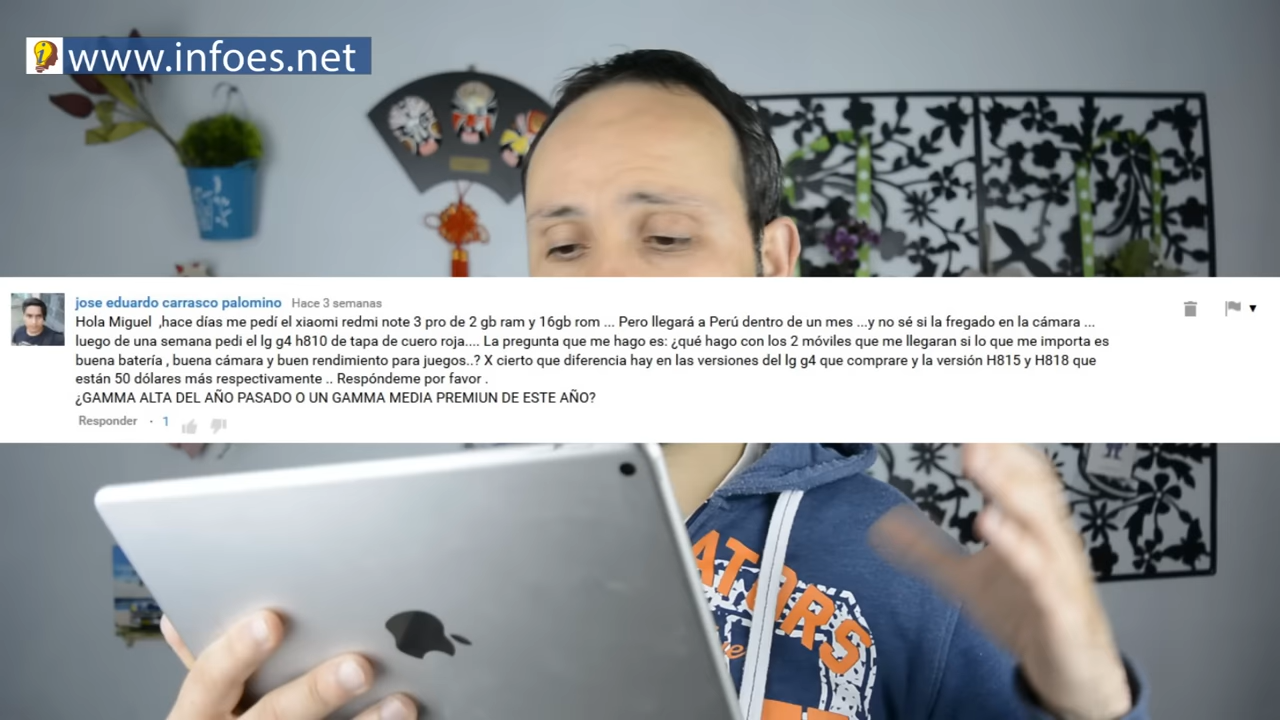 www.infoes.net
jose eduardo carrasco palomino Hace 3 semanas
Hola Miguel ,hace días me pedí el xiaomi redmi note 3 pro de 2 gb ram y 16gb rom ... Pero llegará a Perú dentro de un mes ...y no sé si la fregado en la cámara ...
luego de una semana pedi el lg g4 h810 de tapa de cuero roja.... La pregunta que me hago es: ¿qué hago con los 2 móviles que me llegaran si lo que me importa es
buena batería , buena cámara y buen rendimiento para juegos..? X cierto que diferencia hay en las versiones del lg g4 que comprare y la versión H815 y H818 que
están 50 dólares más respectivamente .. Respóndeme por favor .
¿GAMMA ALTA DEL AÑO PASADO O UN GAMMA MEDIA PREMIUN DE ESTE AÑO?
Responder · 1
ATORS